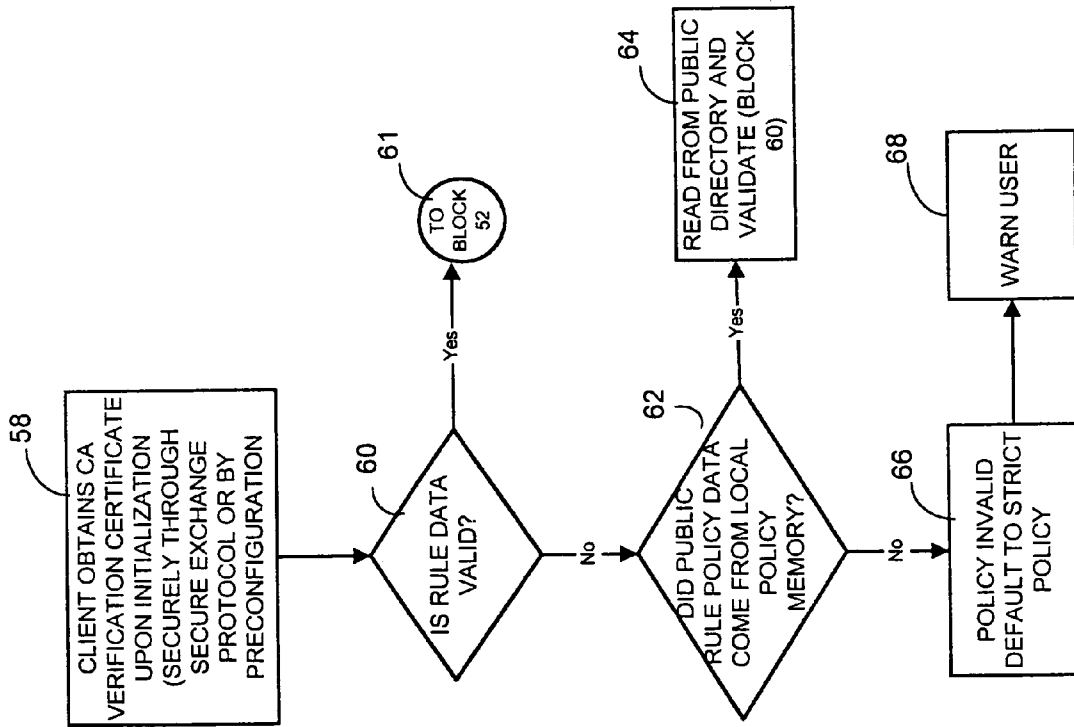 58
CLIENT OBTAINS CA
VERIFICATION CERTIFICATE
UPON INITIALIZATION
(SECURELY THROUGH
SECURE EXCHANGE
PROTOCOL OR BY
PRECONFIGURATION
60
IS RULE DATA
VALID?
Yes
61
TO
BLOCK
52
No
62
DID PUBLIC
RULE POLICY DATA
COME FROM LOCAL
POLICY
MEMORY?
Yes
64
READ FROM PUBLIC
DIRECTORY AND
VALIDATE (BLOCK
60)
No
66
POLICY INVALID
DEFAULT TO STRICT
POLICY
68
WARN USER